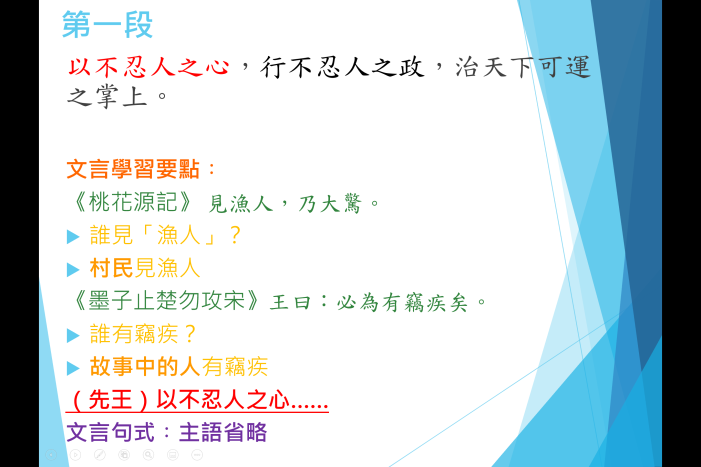 第一段
以不忍人之心，行不忍人之政，治天下可運
之掌上。
文言學習要點：
《桃花源記》見漁人，乃大驚。
誰見「漁人」？
村民見漁人
《墨子止楚勿攻宋》王曰：必為有竊疾矣。
誰有竊疾？
故事中的人有竊疾
（先王）以不忍人之心......
文言句式：主語省略